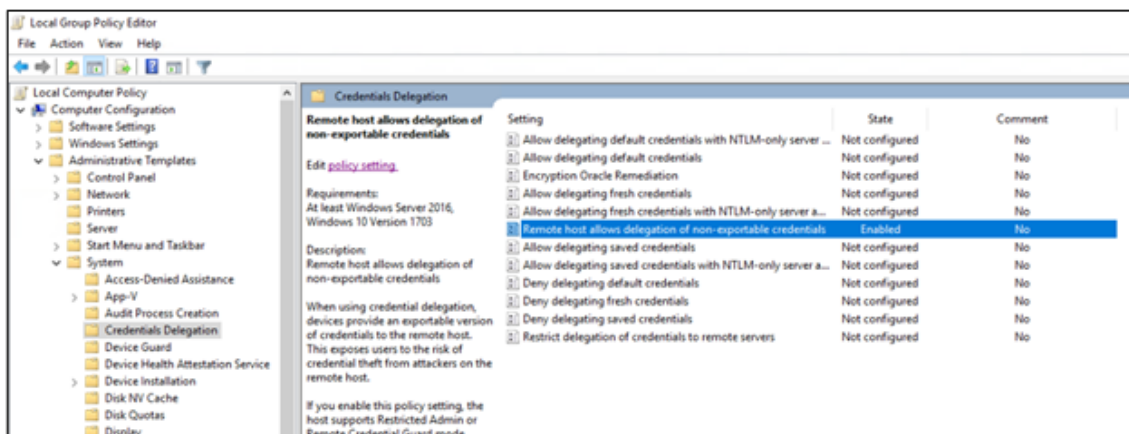 Local Group Policy Editor
File Action View Help
Local Computer Policy
Computer Configuration
Software Settings
Windows Settings
Administrative Templates
Control Panel
Network
Printers
Server
Start Menu and Taskbar
System
Access-Denied Assistance
App-V
Audit Process Creation
Credentials Delegation
Device Guard
Device Health Attestation Service
Device Installation
Disk NV Cache
Disk Quotas
Display
Credentials Delegation
Remote host allows delegation of
non-exportable credentials
Edit policy setting
Requirements:
At least Windows Server 2016,
Windows 10 Version 1703
Description:
Remote host allows delegation of
non-exportable credentials
When using credential delegation,
devices provide an exportable version
of credentials to the remote host.
This exposes users to the risk of
credential theft from attackers on the
remote host.
If you enable this policy setting, the
host supports Restricted Admin or
Remote Credential Guard mode.
Setting State Comment
Allow delegating default credentials with NTLM-only server ... Not configured No
Allow delegating default credentials Not configured No
Encryption Oracle Remediation Not configured No
Allow delegating fresh credentials Not configured No
Allow delegating fresh credentials with NTLM-only server a... Not configured No
Remote host allows delegation of non-exportable credentials Enabled No
Allow delegating saved credentials Not configured No
Allow delegating saved credentials with NTLM-only server a... Not configured No
Deny delegating default credentials Not configured No
Deny delegating fresh credentials Not configured No
Deny delegating saved credentials Not configured No
Restrict delegation of credentials to remote servers Not configured No